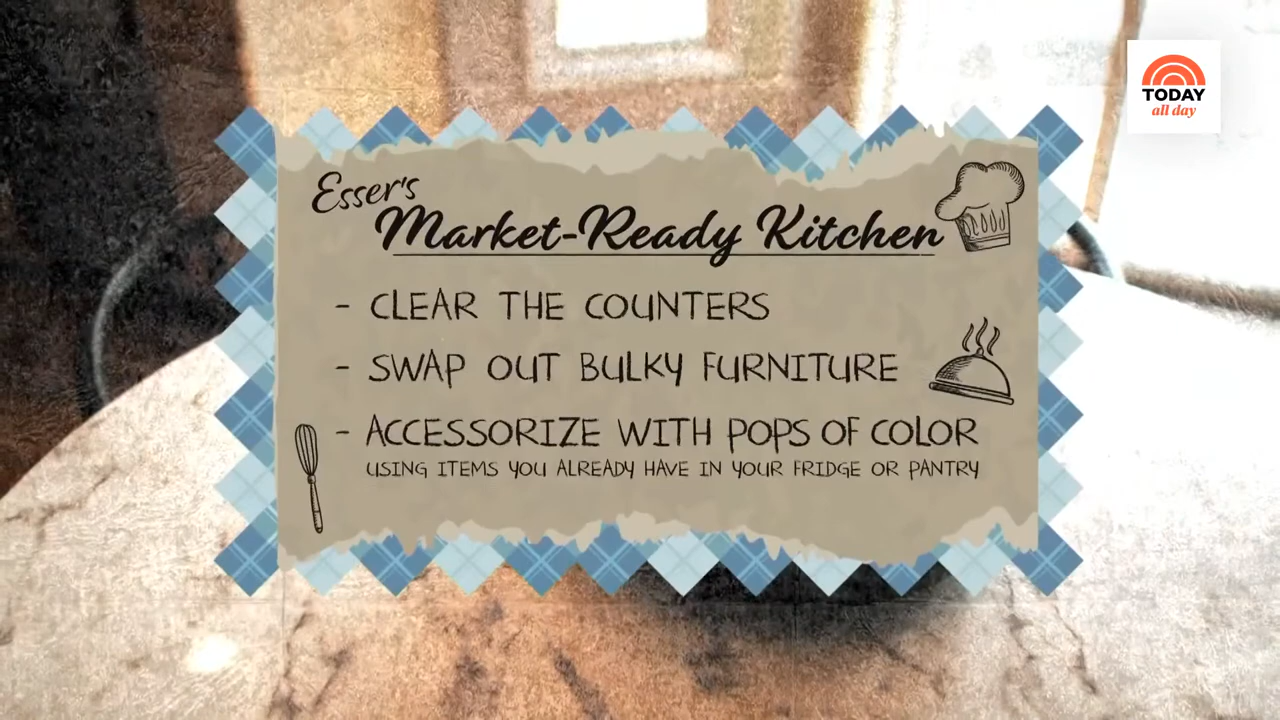 TODAY
all day
Esser's
Market-Ready Kitchen
- CLEAR THE COUNTERS
- SWAP OUT BULKY FURNITURE
- ACCESSORIZE WITH POPS OF COLOR
USING ITEMS YOU ALREADY HAVE IN YOUR FRIDGE OR PANTRY